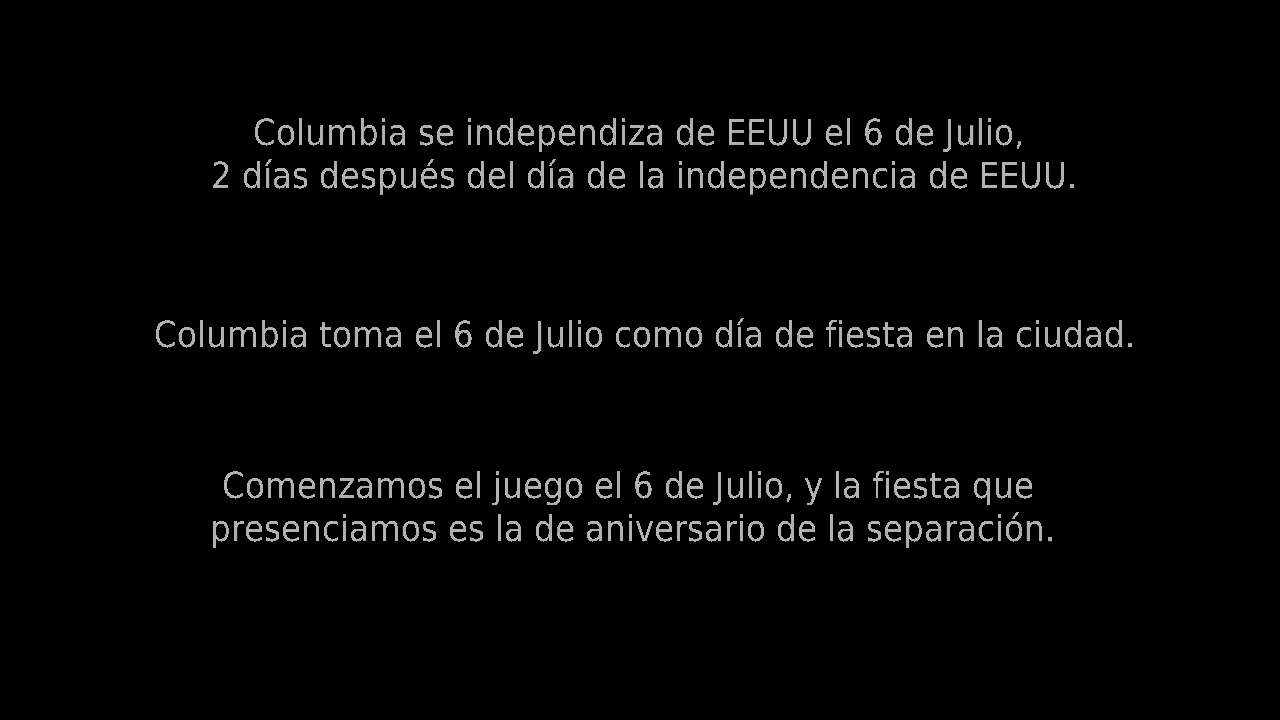 Columbia se independiza de EEUU el 6 de Julio,
2 días después del día de la independencia de EEUU.
Columbia toma el 6 de Julio como día de fiesta en la ciudad.
Comenzamos el juego el 6 de Julio, y la fiesta que
presenciamos es la de aniversario de la separación.